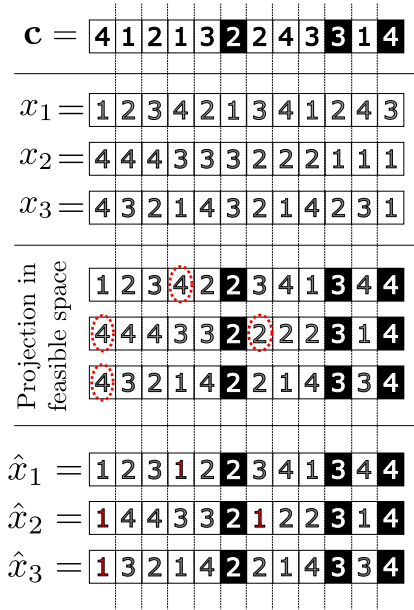 c = 4 1 2 1 3 2 2 4 3 3 1 4
x1 = 1 2 3 4 2 1 3 4 1 2 4 3
x2 = 4 4 4 3 3 3 2 2 2 1 1 1
x3 = 4 3 2 1 4 3 2 1 4 2 3 1
Projection in
feasible space
1 2 3 4 2 2 3 4 1 3 4 4
4 4 4 3 3 2 2 2 2 3 1 4
4 3 2 1 4 2 2 1 4 3 3 4
x̂1 = 1 2 3 1 2 2 3 4 1 3 4 4
x̂2 = 1 4 4 3 3 2 1 2 2 3 1 4
x̂3 = 1 3 2 1 4 2 2 1 4 3 3 4